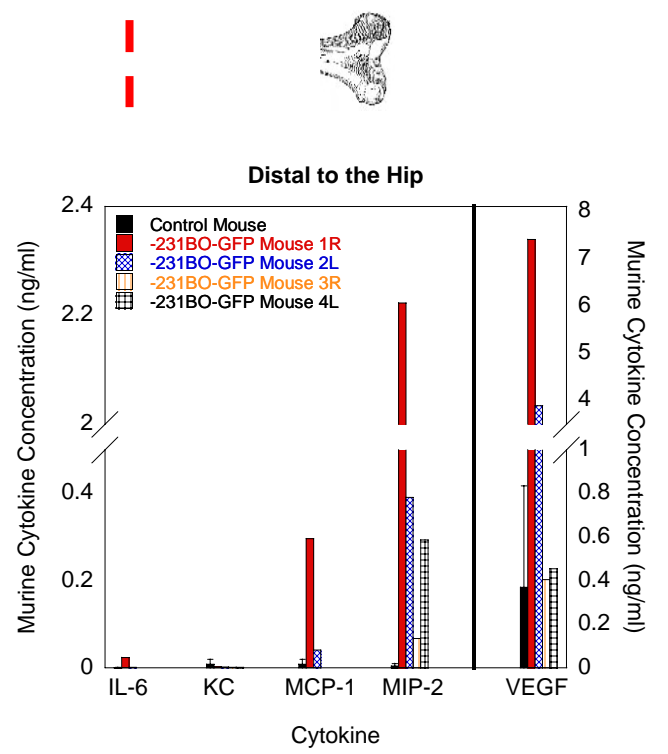 Distal to the Hip
Control Mouse
-231BO-GFP Mouse 1R
-231BO-GFP Mouse 2L
-231BO-GFP Mouse 3R
-231BO-GFP Mouse 4L
Murine Cytokine Concentration (ng/ml)
2.4
2.2
2
0.4
0.2
0
8
7
6
5
4
1
0.8
0.6
0.4
0.2
0
Murine Cytokine Concentration (ng/ml)
IL-6 KC MCP-1 MIP-2 VEGF
Cytokine